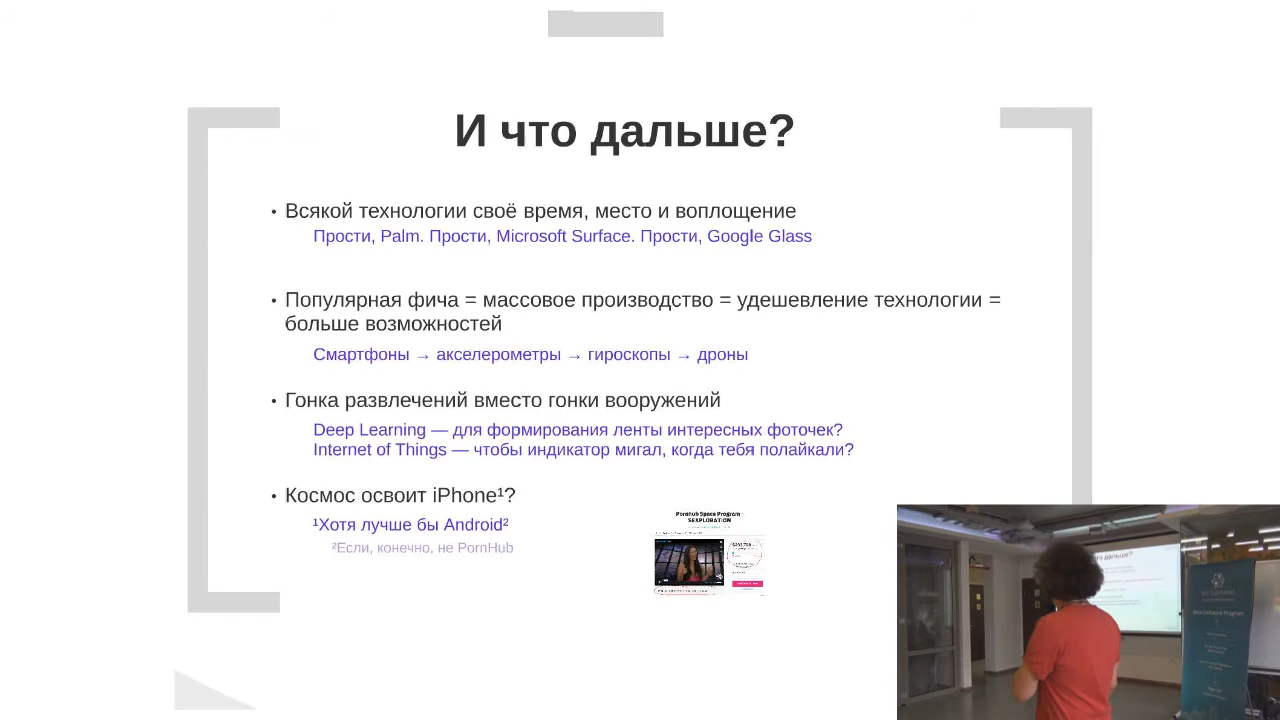 И что дальше?
• Всякой технологии своё время, место и воплощение
Прости, Palm. Прости, Microsoft Surface. Прости, Google Glass
• Популярная фича = массовое производство = удешевление технологии =
больше возможностей
Смартфоны → акселерометры → гироскопы → дроны
• Гонка развлечений вместо гонки вооружений
Deep Learning — для формирования ленты интересных фоточек?
Internet of Things — чтобы индикатор мигал, когда тебя полайкали?
• Космос освоит iPhone¹?
¹Хотя лучше бы Android²
²Если, конечно, не PornHub
Pornhub Space Program -
SEXPLORATION
дальше?
Software Program